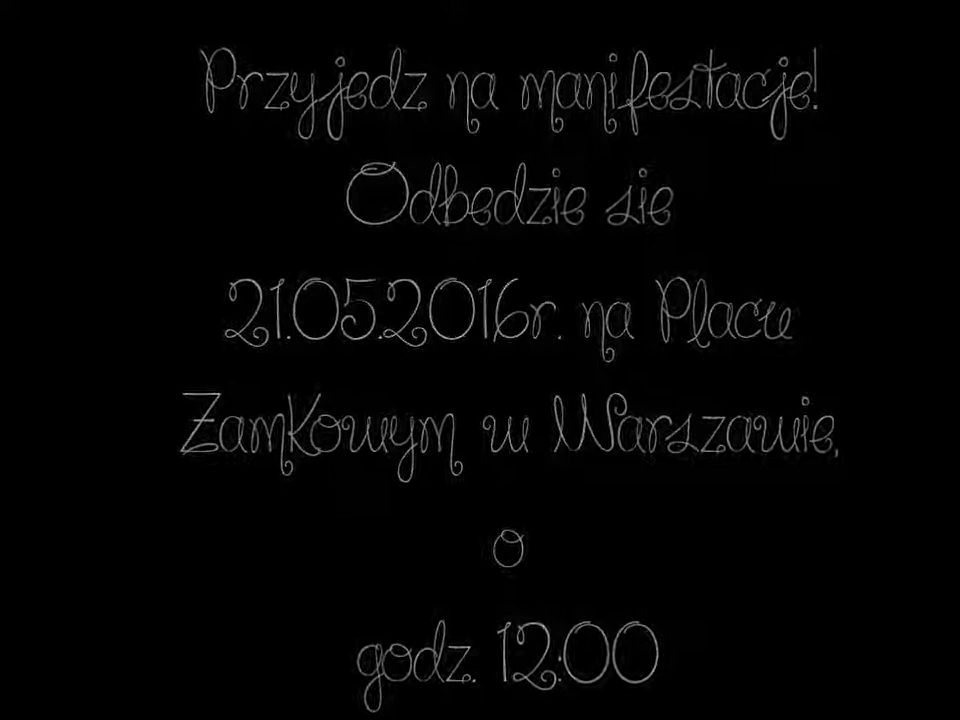 Przyjedz na manifestacje!
Odbedzie sie
21.05.2016r. na Placu
Zamkowym w Warszawie,
o
godz. 12:00